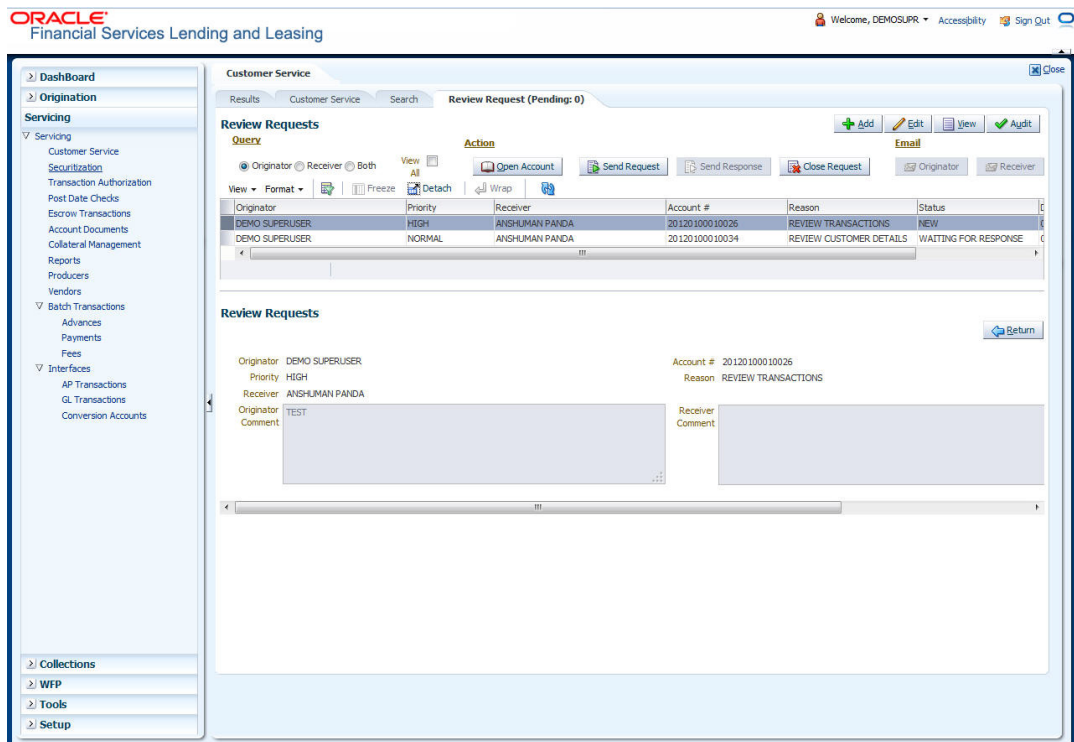 ORACLE
Financial Services Lending and Leasing
Welcome, DEMOSUPR Accessibility Sign Out
Close
DashBoard
Origination
Servicing
Servicing
Customer Service
Securitization
Transaction Authorization
Post Date Checks
Escrow Transactions
Account Documents
Collateral Management
Reports
Producers
Vendors
Batch Transactions
Advances
Payments
Fees
Interfaces
AP Transactions
GL Transactions
Conversion Accounts
Collections
WFP
Tools
Setup
Customer Service
Results Customer Service Search Review Request (Pending: 0)
Review Requests
Add Edit View Audit
Query Action Email
Originator Receiver Both View All
Open Account Send Request Send Response Close Request Originator Receiver
View Format Freeze Detach Wrap
Originator Priority Receiver Account # Reason Status
DEMO SUPERUSER HIGH ANSHUMAN PANDA 20120100010026 REVIEW TRANSACTIONS NEW
DEMO SUPERUSER NORMAL ANSHUMAN PANDA 20120100010034 REVIEW CUSTOMER DETAILS WAITING FOR RESPONSE
Review Requests
Return
Originator DEMO SUPERUSER Account # 20120100010026
Priority HIGH Reason REVIEW TRANSACTIONS
Receiver ANSHUMAN PANDA
Originator Comment TEST Receiver Comment